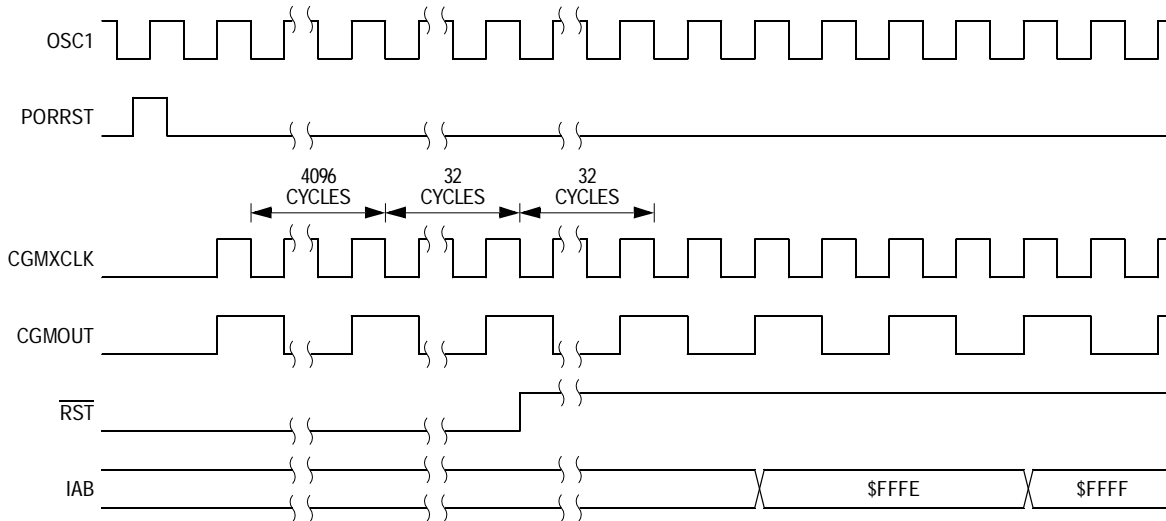 OSC1
PORRST
4096
CYCLES
32
CYCLES
32
CYCLES
CGMXCLK
CGMOUT
RST
IAB
$FFFE
$FFFF